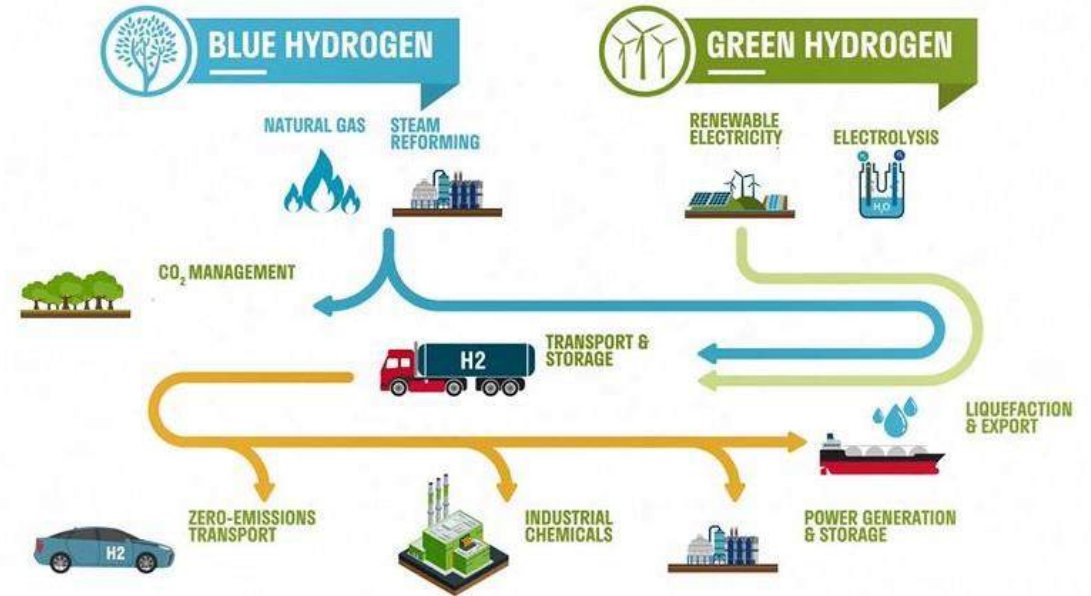 BLUE HYDROGEN
GREEN HYDROGEN
NATURAL GAS
STEAM
REFORMING
RENEWABLE
ELECTRICITY
ELECTROLYSIS
H₂O
CO₂ MANAGEMENT
H2
TRANSPORT &
STORAGE
LIQUEFACTION
& EXPORT
H2
ZERO-EMISSIONS
TRANSPORT
INDUSTRIAL
CHEMICALS
POWER GENERATION
& STORAGE